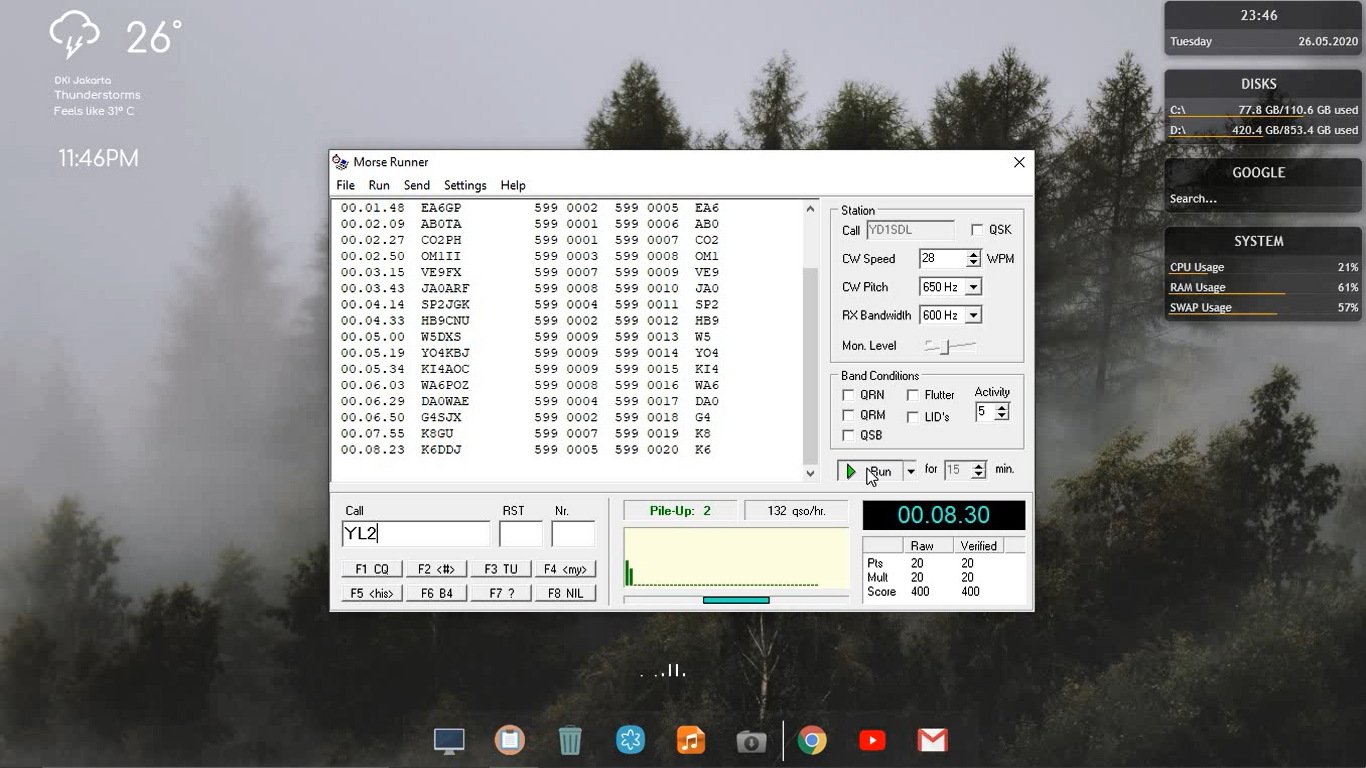 26°
DKI Jakarta
Thunderstorms
Feels like 31° C
11:46PM
23:46
Tuesday 26.05.2020
DISKS
C:\ 77.8 GB/110.6 GB used
D:\ 420.4 GB/853.4 GB used
GOOGLE
Search...
SYSTEM
CPU Usage 21%
RAM Usage 61%
SWAP Usage 57%
Morse Runner
File Run Send Settings Help
00.01.48 EA6GP 599 0002 599 0005 EA6
00.02.09 AB0TA 599 0001 599 0006 AB0
00.02.27 CO2PH 599 0001 599 0007 CO2
00.02.50 OM1II 599 0003 599 0008 OM1
00.03.15 VE9FX 599 0007 599 0009 VE9
00.03.43 JA0ARF 599 0008 599 0010 JA0
00.04.14 SP2JGK 599 0004 599 0011 SP2
00.04.33 HB9CNU 599 0002 599 0012 HB9
00.05.00 W5DXS 599 0009 599 0013 W5
00.05.19 YO4KBJ 599 0009 599 0014 YO4
00.05.34 KI4AOC 599 0009 599 0015 KI4
00.06.03 WA6POZ 599 0008 599 0016 WA6
00.06.29 DA0WAE 599 0004 599 0017 DA0
00.06.50 G4SJX 599 0002 599 0018 G4
00.07.55 K8GU 599 0007 599 0019 K8
00.08.23 K6DDJ 599 0005 599 0020 K6
Station
Call YD1SDL QSK
CW Speed 28 WPM
CW Pitch 650 Hz
RX Bandwidth 600 Hz
Mon. Level
Band Conditions
QRN Flutter Activity
QRM LID's 5
QSB
Run for 15 min.
Call RST Nr.
YL2
F1 CQ F2 <#> F3 TU F4 <my>
F5 <his> F6 B4 F7 ? F8 NIL
Pile-Up: 2 132 qso/hr.
00.08.30
Raw Verified
Pts 20 20
Mult 20 20
Score 400 400